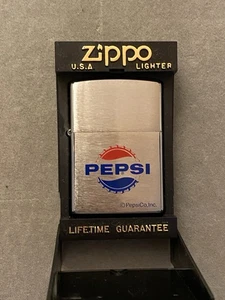 Zippo
U.S.A LIGHTER
PEPSI
©PepsiCo, Inc.
LIFETIME GUARANTEE